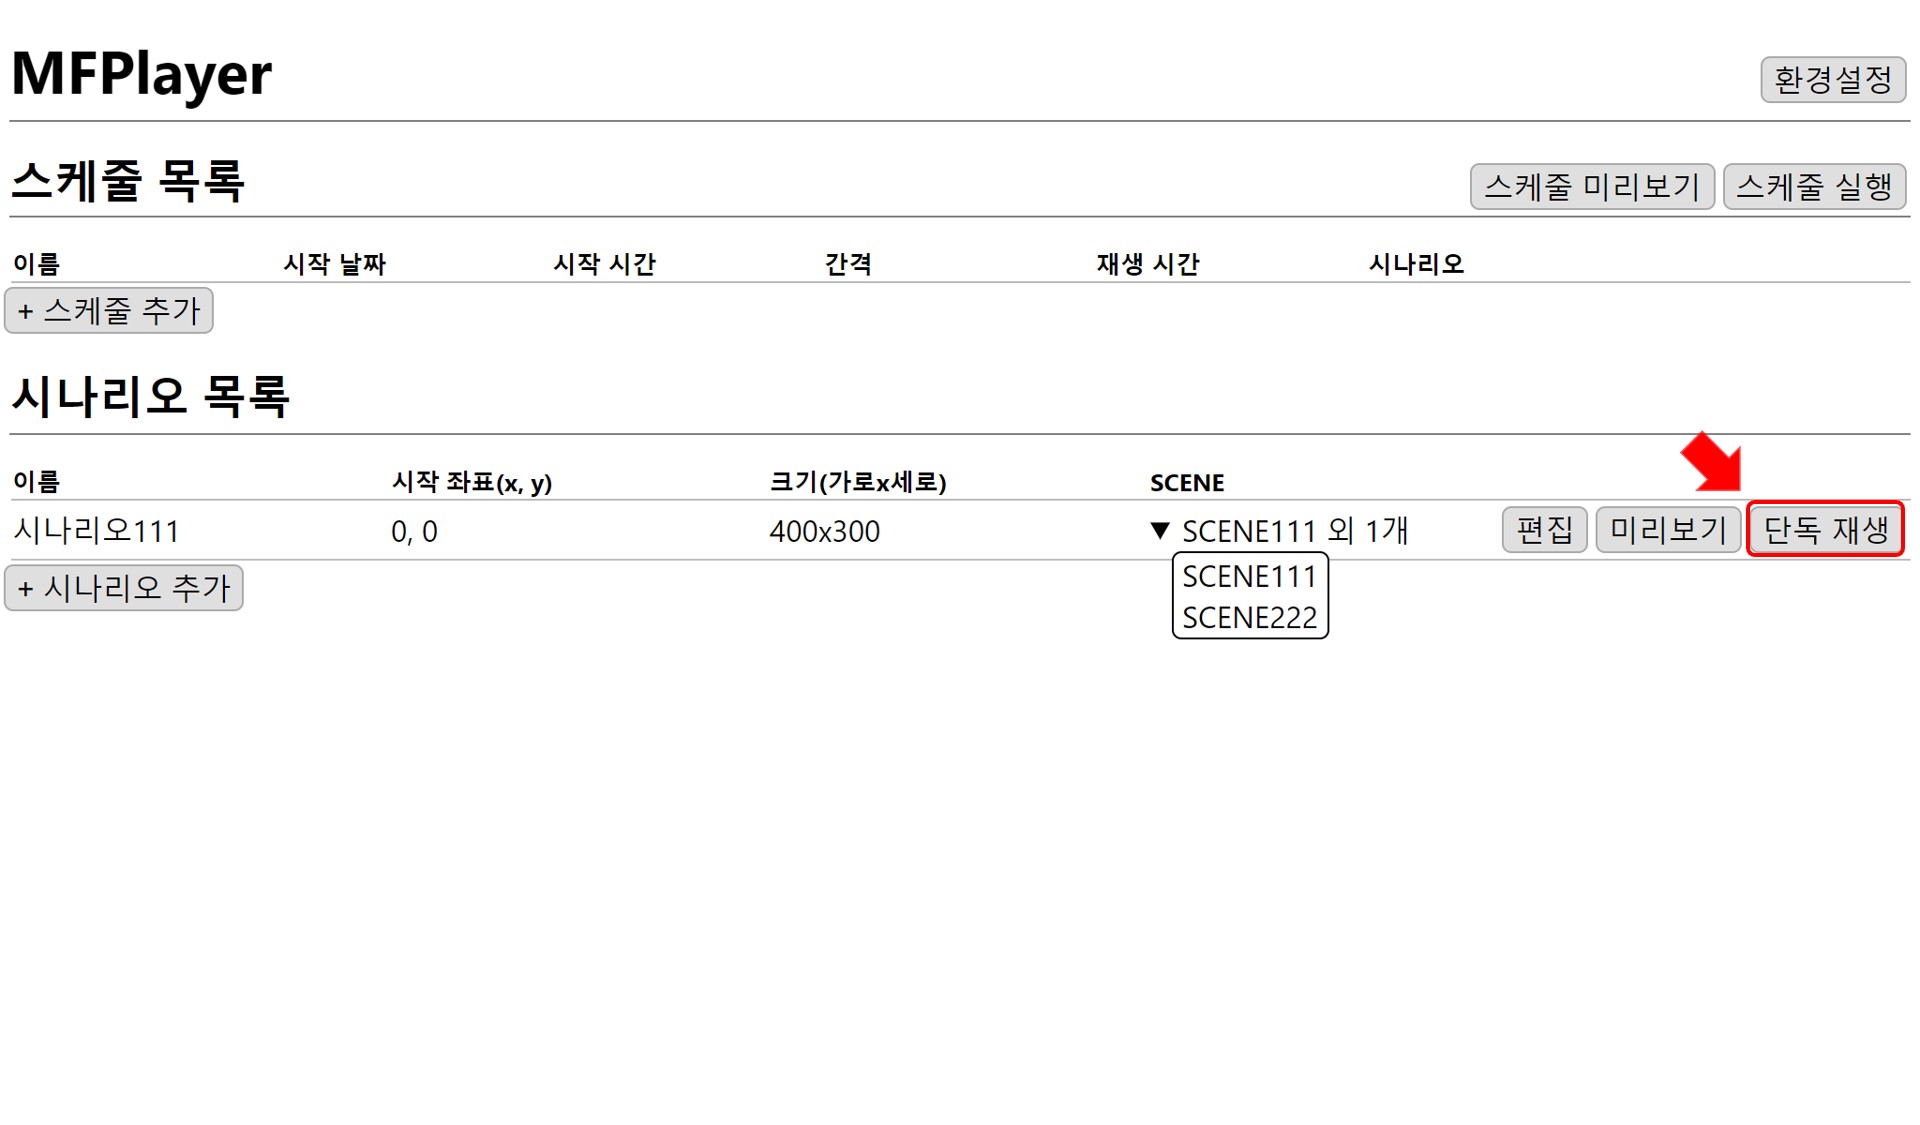 MFPlayer
환경설정
스케줄 목록
스케줄 미리보기 스케줄 실행
이름 시작 날짜 시작 시간 간격 재생 시간 시나리오
+ 스케줄 추가
시나리오 목록
이름 시작 좌표(x, y) 크기(가로x세로) SCENE
시나리오111 0, 0 400x300 ▼ SCENE111 외 1개 편집 미리보기 단독 재생
SCENE111
SCENE222
+ 시나리오 추가